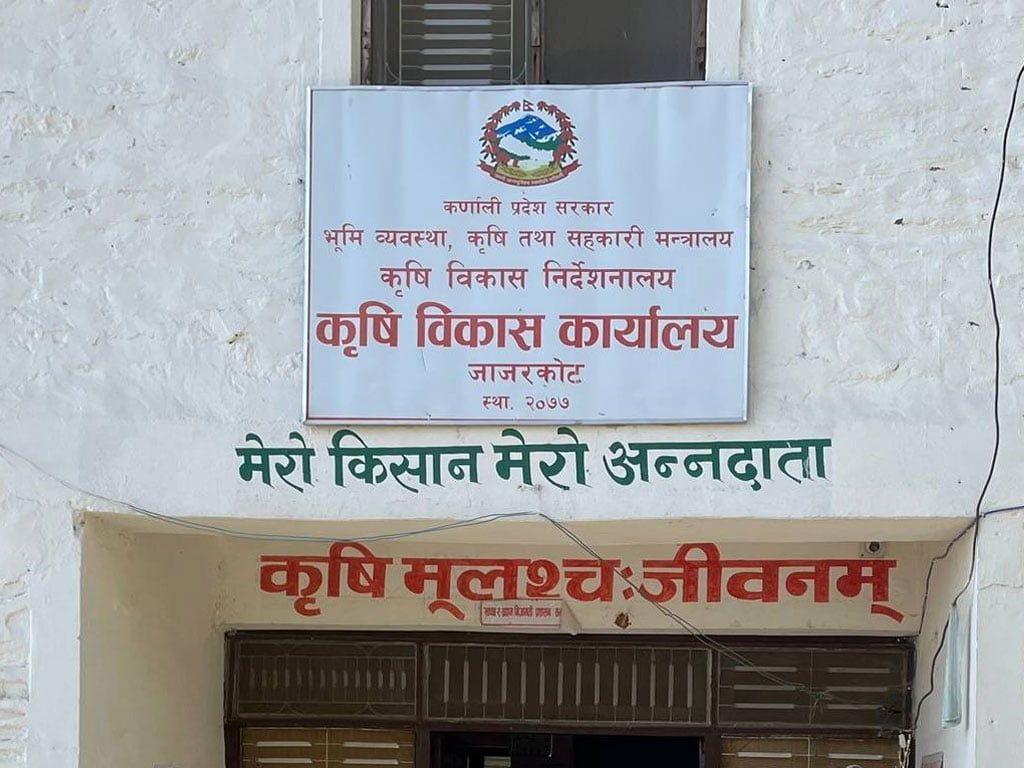 कर्णाली प्रदेश सरकार
भूमि व्यवस्था, कृषि तथा सहकारी मन्त्रालय
कृषि विकास निर्देशनालय
कृषि विकास कार्यालय
जाजरकोट
स्था. २०७७
मेरो किसान मेरो अन्नदाता
कृषि मूलश्चःजीवनम्